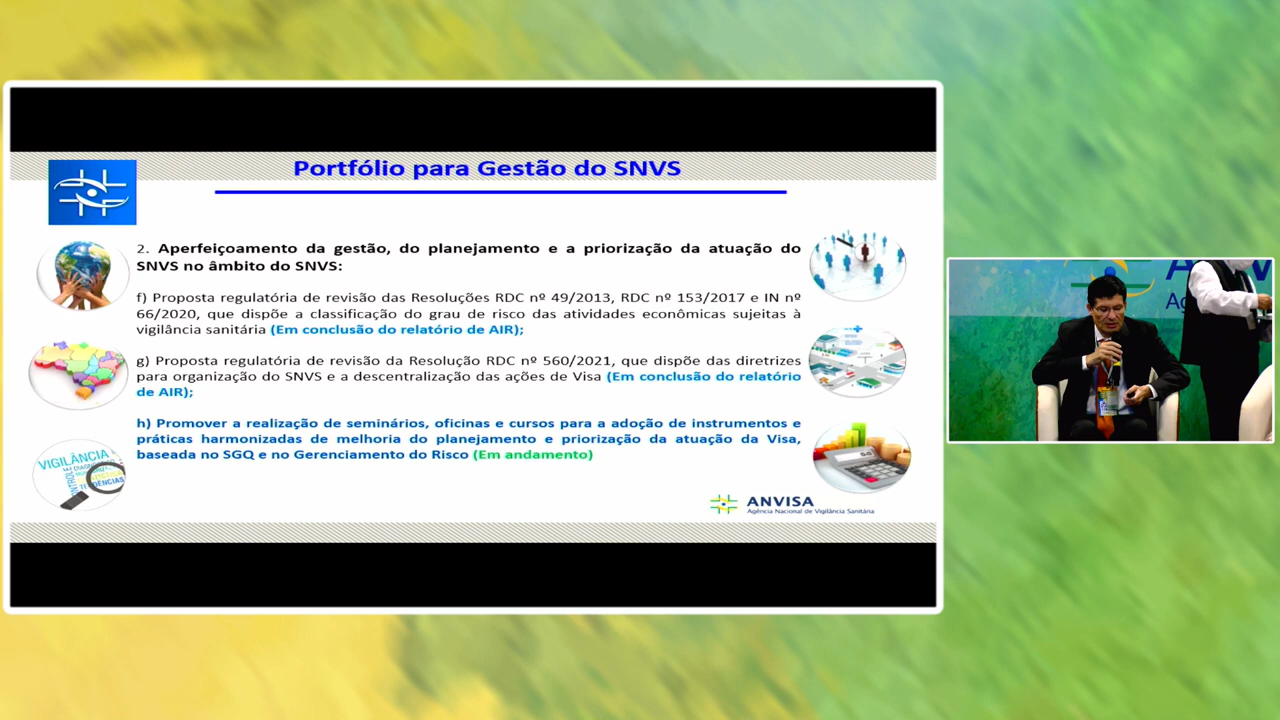 Portfólio para Gestão do SNVS
2. Aperfeiçoamento da gestão, do planejamento e a priorização da atuação do
SNVS no âmbito do SNVS:
f) Proposta regulatória de revisão das Resoluções RDC nº 49/2013, RDC nº 153/2017 e IN nº
66/2020, que dispõe a classificação do grau de risco das atividades econômicas sujeitas à
vigilância sanitária (Em conclusão do relatório de AIR);
g) Proposta regulatória de revisão da Resolução RDC nº 560/2021, que dispõe das diretrizes
para organização do SNVS e a descentralização das ações de Visa (Em conclusão do relatório
de AIR);
h) Promover a realização de seminários, oficinas e cursos para a adoção de instrumentos e
práticas harmonizadas de melhoria do planejamento e priorização da atuação da Visa,
baseada no SGQ e no Gerenciamento do Risco (Em andamento)
VIGILÂNCIA
ANVISA
Agência Nacional de Vigilância Sanitária